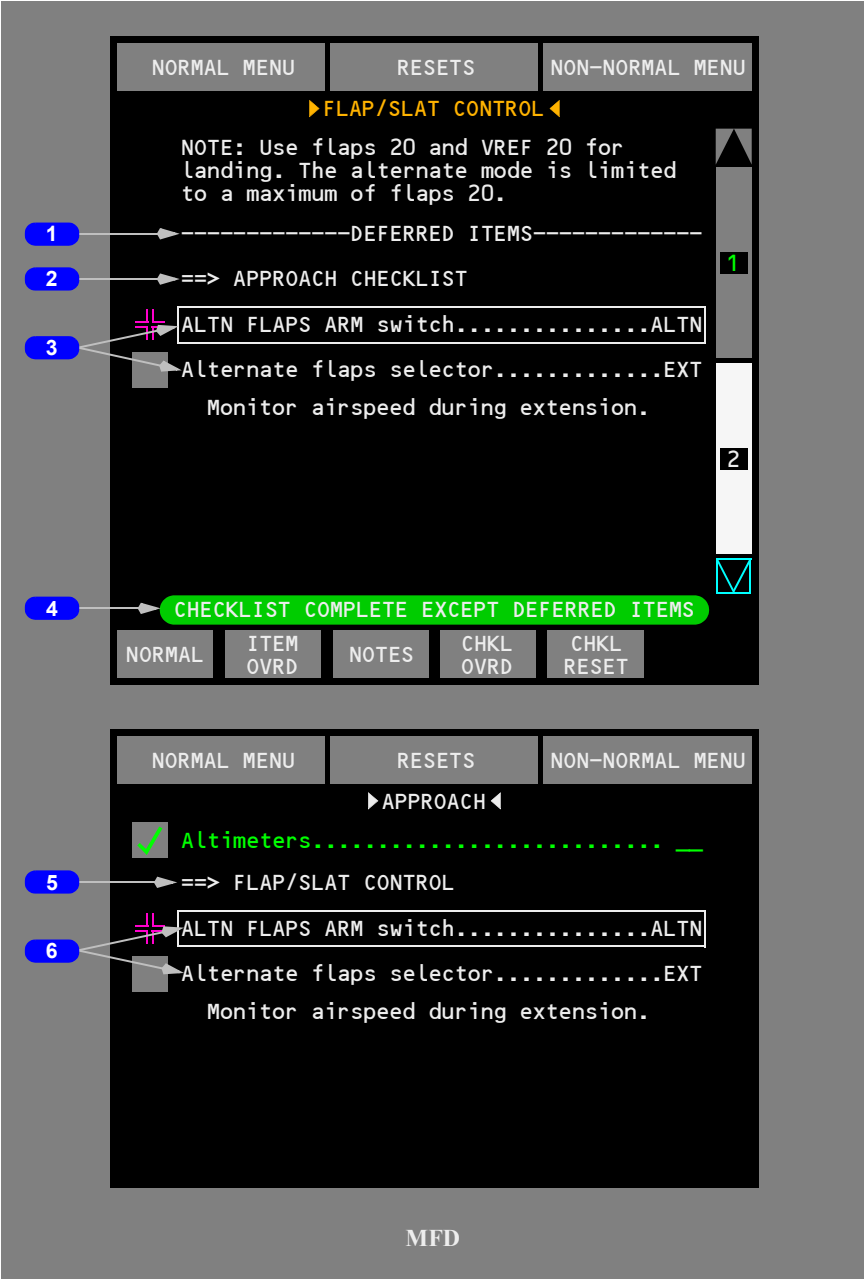 NORMAL MENU RESETS NON-NORMAL MENU
FLAP/SLAT CONTROL
NOTE: Use flaps 20 and VREF 20 for
landing. The alternate mode is limited
to a maximum of flaps 20.
1 -------------DEFERRED ITEMS-------------
1
2 ==> APPROACH CHECKLIST
ALTN FLAPS ARM switch...............ALTN
3
Alternate flaps selector.............EXT
Monitor airspeed during extension.
2
4 CHECKLIST COMPLETE EXCEPT DEFERRED ITEMS
NORMAL ITEM OVRD NOTES CHKL OVRD CHKL RESET
NORMAL MENU RESETS NON-NORMAL MENU
APPROACH
Altimeters........................... __
5 ==> FLAP/SLAT CONTROL
ALTN FLAPS ARM switch...............ALTN
6
Alternate flaps selector.............EXT
Monitor airspeed during extension.
MFD